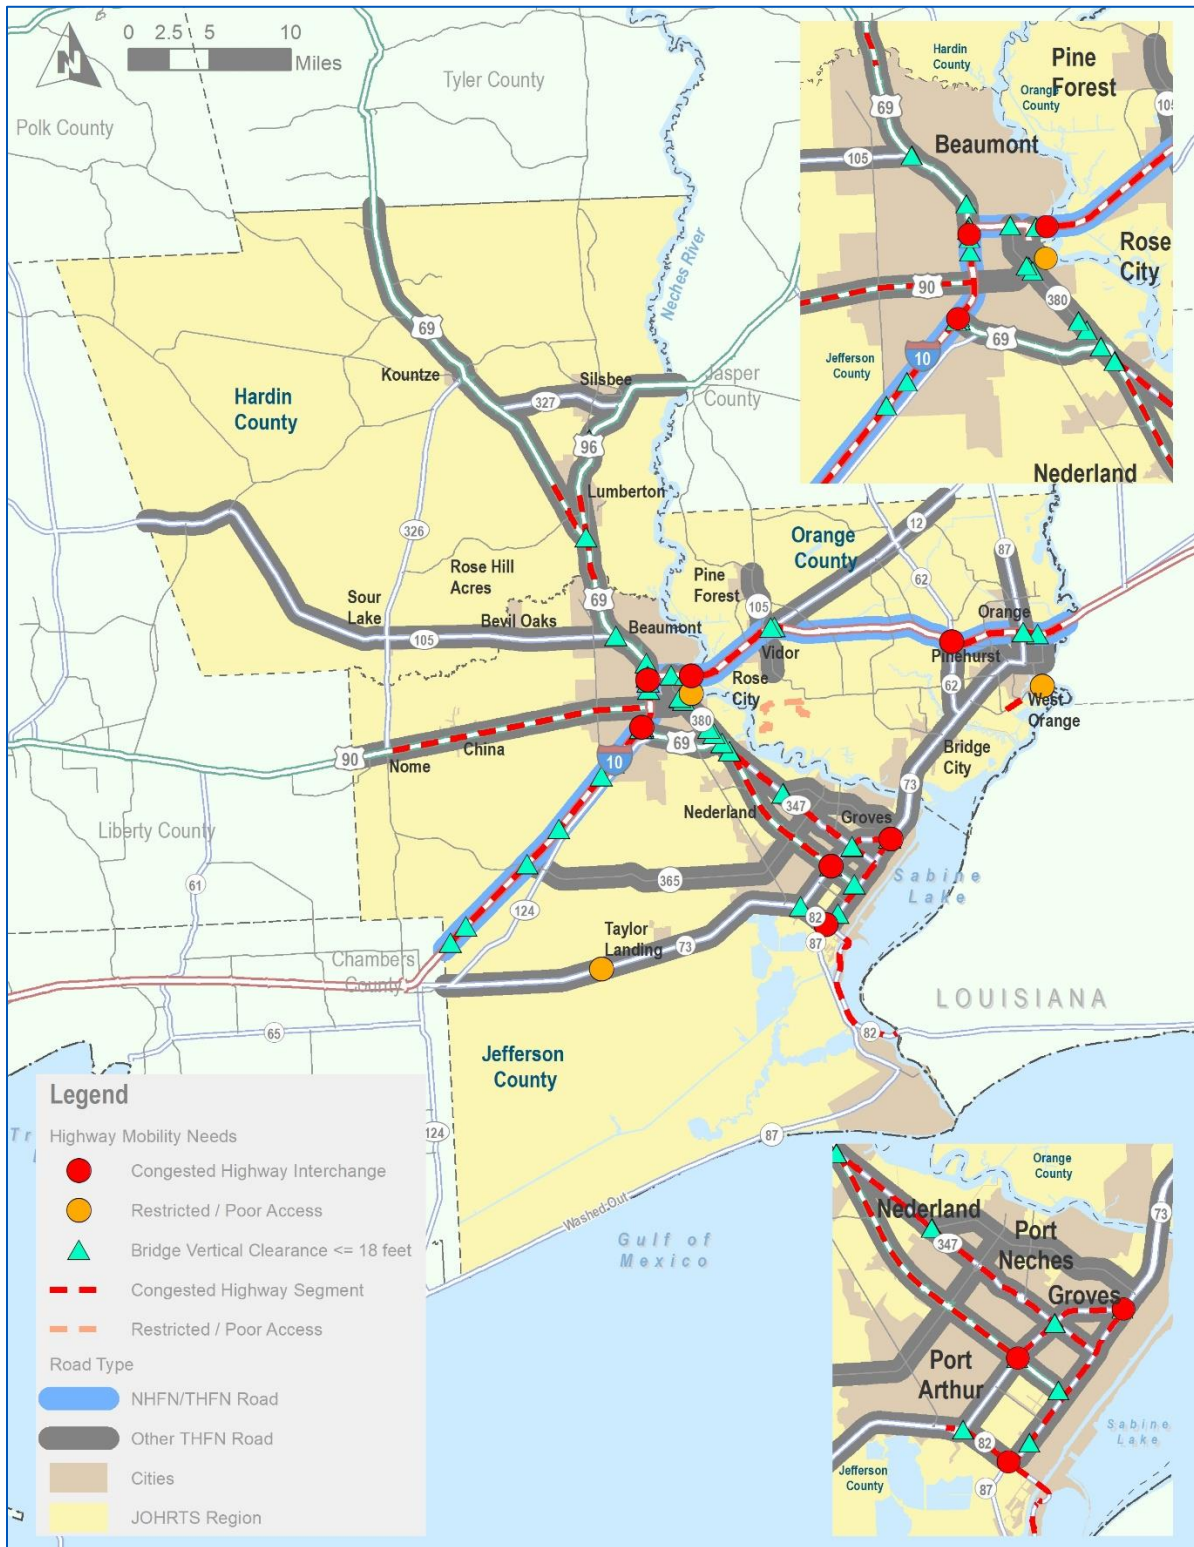 N
0 2.5 5 10
Miles
Polk County
Tyler County
Neches River
69
Kountze
Silsbee
Jasper
County
327
Hardin
County
96
Lumberton
326
Rose Hill
Acres
Sour
Lake
Bevil Oaks
105
69
Beaumont
Pine
Forest
105
Orange
County
12
62
87
Orange
Vidor
Pinehurst
Rose
City
62
West
Orange
380
Bridge
City
73
69
10
China
Nome
90
Nederland
347
Groves
Liberty County
61
365
124
Sabine
Lake
Taylor
Landing
73
82
87
Chambers
County
LOUISIANA
65
82
Jefferson
County
124
87
Washed Out
Gulf of
Mexico
Tr
L
Hardin
County
Pine
Forest
Orange
County
69
105
Beaumont
105
Rose
City
90
380
69
Jefferson
County
10
Nederland
Orange
County
Nederland
347
Port
Neches
73
Groves
Port
Arthur
82
Sabine
Lake
Jefferson
County
87
Legend
Highway Mobility Needs
Congested Highway Interchange
Restricted / Poor Access
Bridge Vertical Clearance <= 18 feet
Congested Highway Segment
Restricted / Poor Access
Road Type
NHFN/THFN Road
Other THFN Road
Cities
JOHRTS Region